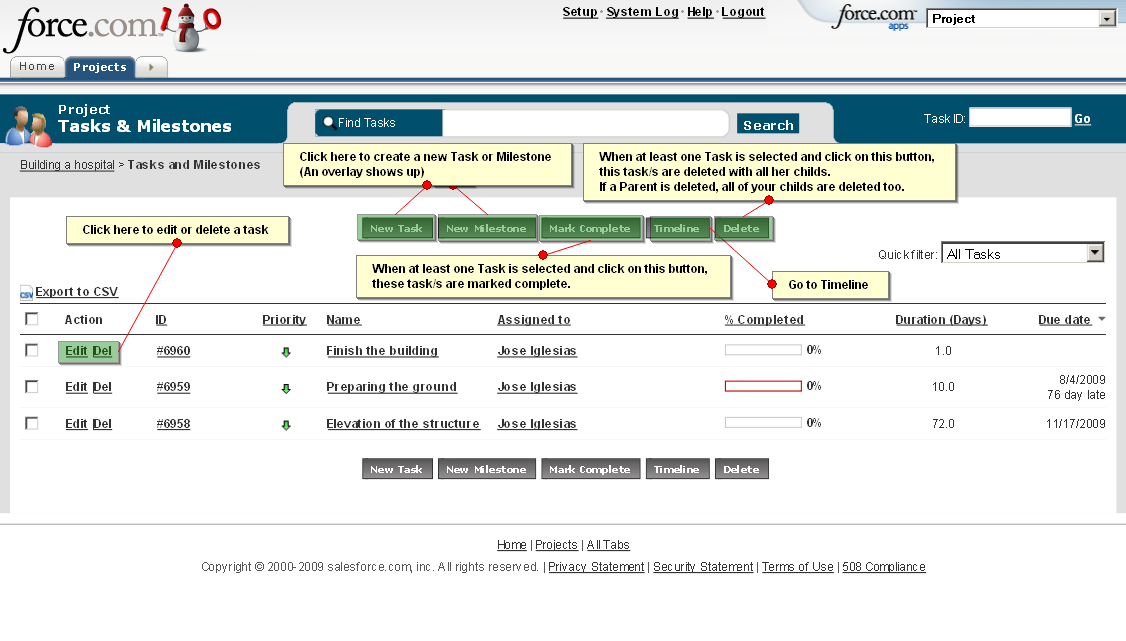 force.com 10
Setup · System Log · Help · Logout
force.com apps
Project
Home
Projects
Project
Tasks & Milestones
Find Tasks
Search
Task ID:
Go
Building a hospital > Tasks and Milestones
Click here to create a new Task or Milestone
(An overlay shows up)
When at least one Task is selected and click on this button,
this task/s are deleted with all her childs.
If a Parent is deleted, all of your childs are deleted too.
Click here to edit or delete a task
New Task New Milestone Mark Complete Timeline Delete
Quick filter: All Tasks
When at least one Task is selected and click on this button,
these task/s are marked complete.
Go to Timeline
CSV Export to CSV
Action ID Priority Name Assigned to % Completed Duration (Days) Due date
Edit Del #6960 Finish the building Jose Iglesias 0% 1.0
Edit Del #6959 Preparing the ground Jose Iglesias 0% 10.0 8/4/2009
76 day late
Edit Del #6958 Elevation of the structure Jose Iglesias 0% 72.0 11/17/2009
New Task New Milestone Mark Complete Timeline Delete
Home | Projects | All Tabs
Copyright © 2000-2009 salesforce.com, inc. All rights reserved. | Privacy Statement | Security Statement | Terms of Use | 508 Compliance